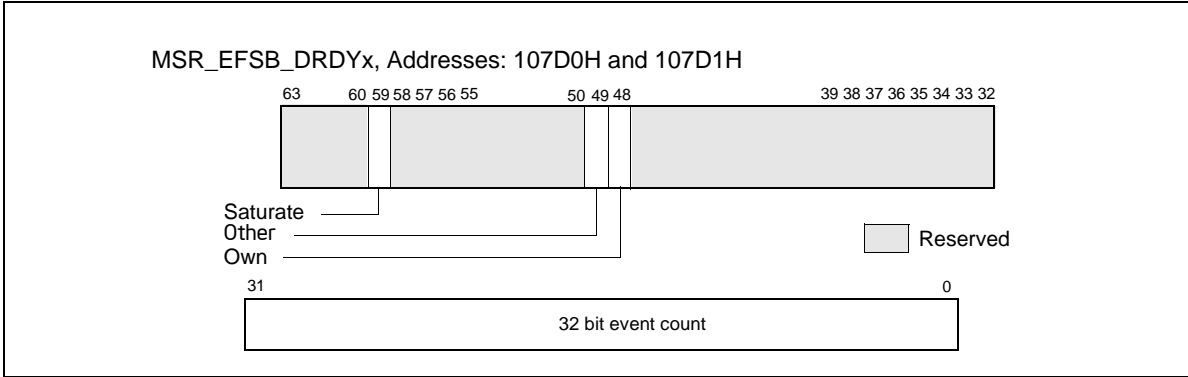 MSR_EFSB_DRDYx, Addresses: 107D0H and 107D1H
63 60 59 58 57 56 55 50 49 48 39 38 37 36 35 34 33 32
Saturate
Other
Own
Reserved
31 0
32 bit event count